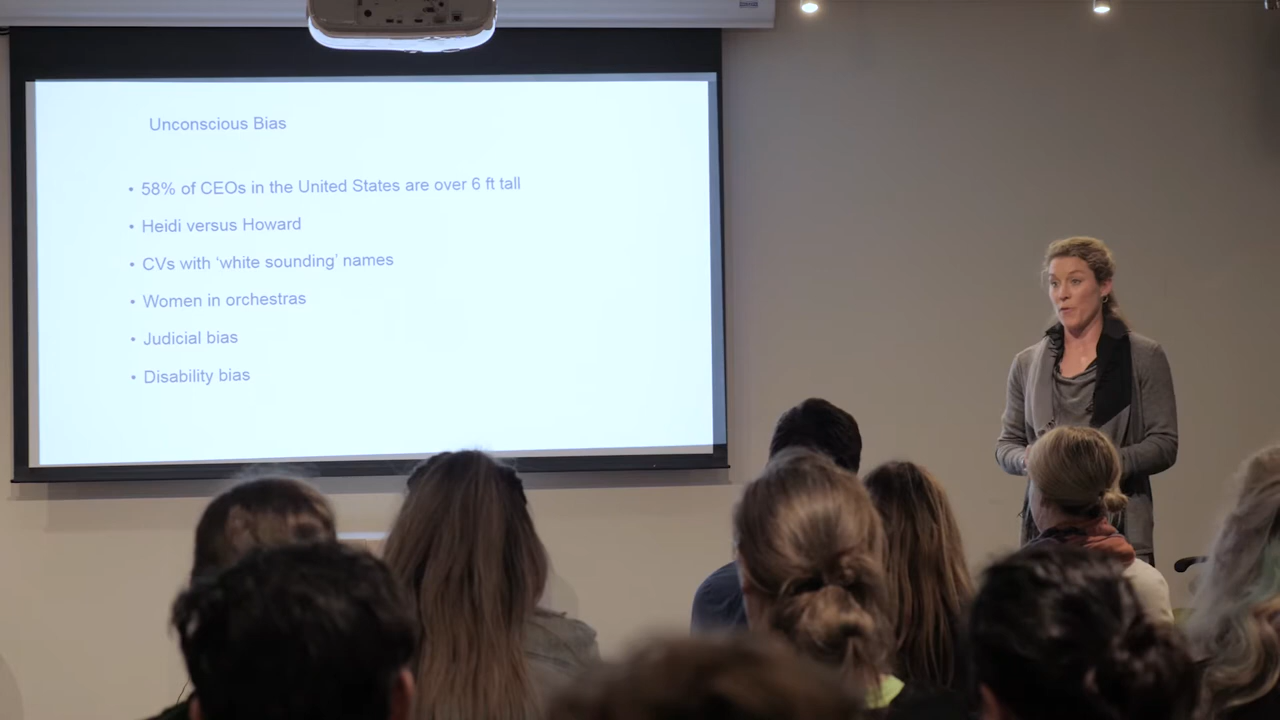 Unconscious Bias
• 58% of CEOs in the United States are over 6 ft tall
• Heidi versus Howard
• CVs with ‘white sounding’ names
• Women in orchestras
• Judicial bias
• Disability bias